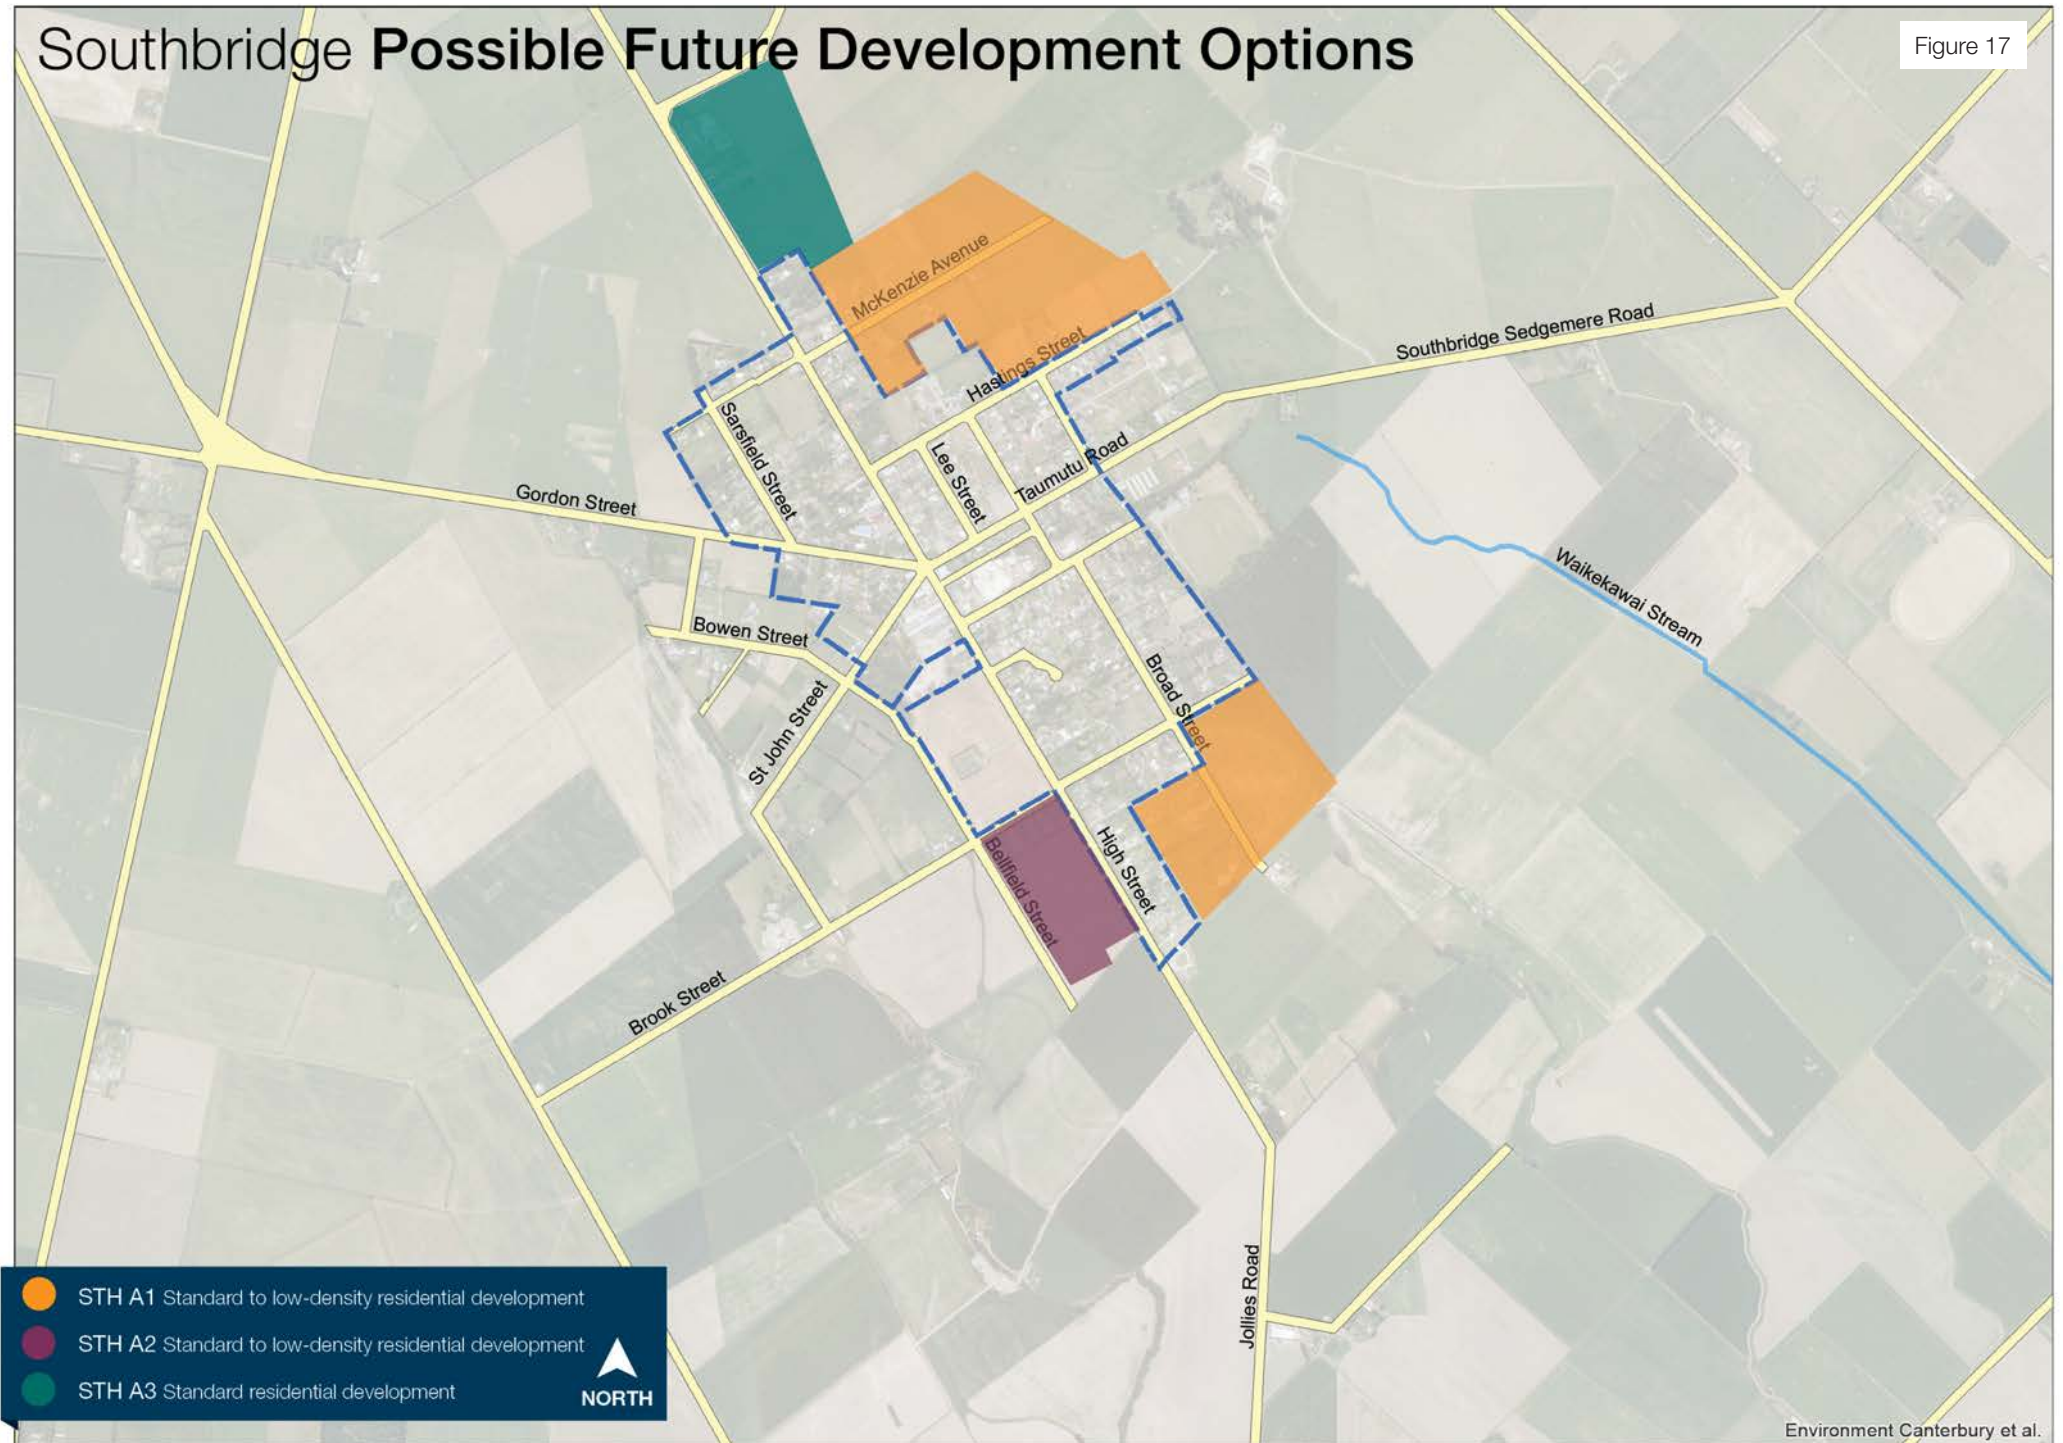 Southbridge Possible Future Development Options
Figure 17
McKenzie Avenue
Hastings Street
Southbridge Sedgemere Road
Sarsfield Street
Lee Street
Taumutu Road
Gordon Street
Waikekawai Stream
Bowen Street
Broad Street
St John Street
High Street
Bellfield Street
Brook Street
Jollies Road
STH A1 Standard to low-density residential development
STH A2 Standard to low-density residential development
STH A3 Standard residential development
NORTH
Environment Canterbury et al.